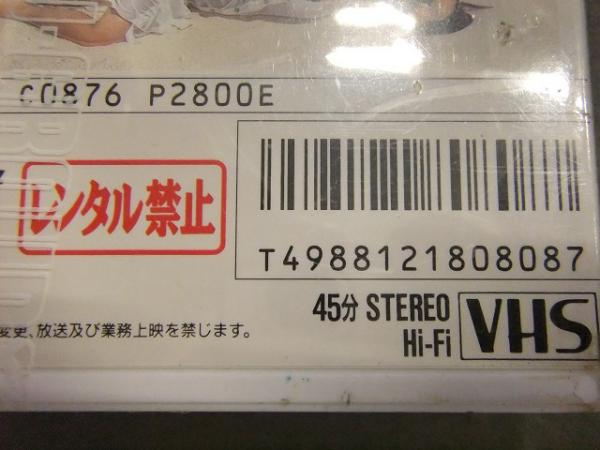 C0876 P2800E
レンタル禁止
T4988121808087
45分 STEREO
Hi-Fi
VHS
変更、放送及び業務上映を禁じます。